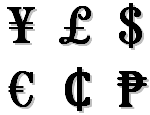 ¥ £ $
€ ₵ ₱